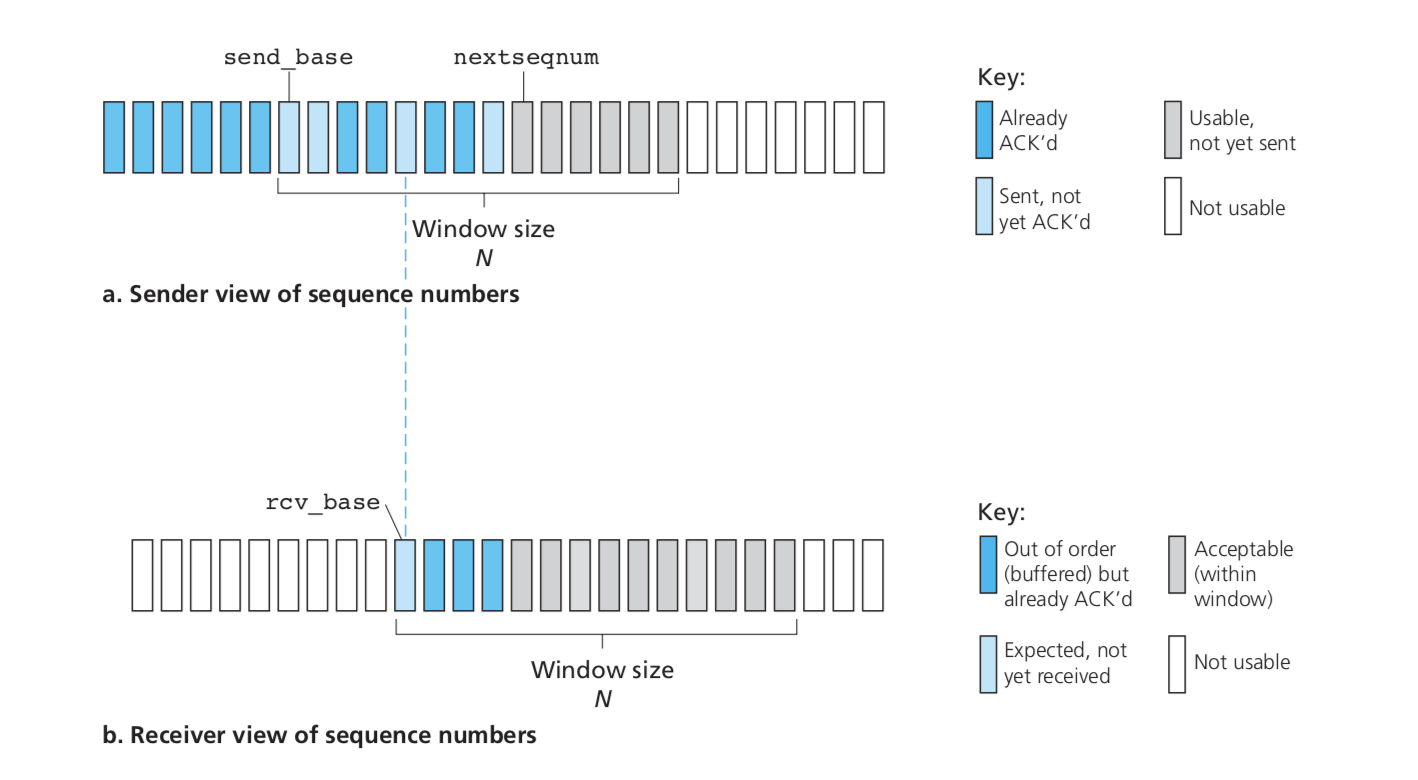 send_base
nextseqnum
Key:
Already
ACK’d
Usable,
not yet sent
Sent, not
yet ACK’d
Not usable
Window size
N
a. Sender view of sequence numbers
rcv_base
Key:
Out of order
(buffered) but
already ACK’d
Acceptable
(within
window)
Expected, not
yet received
Not usable
Window size
N
b. Receiver view of sequence numbers